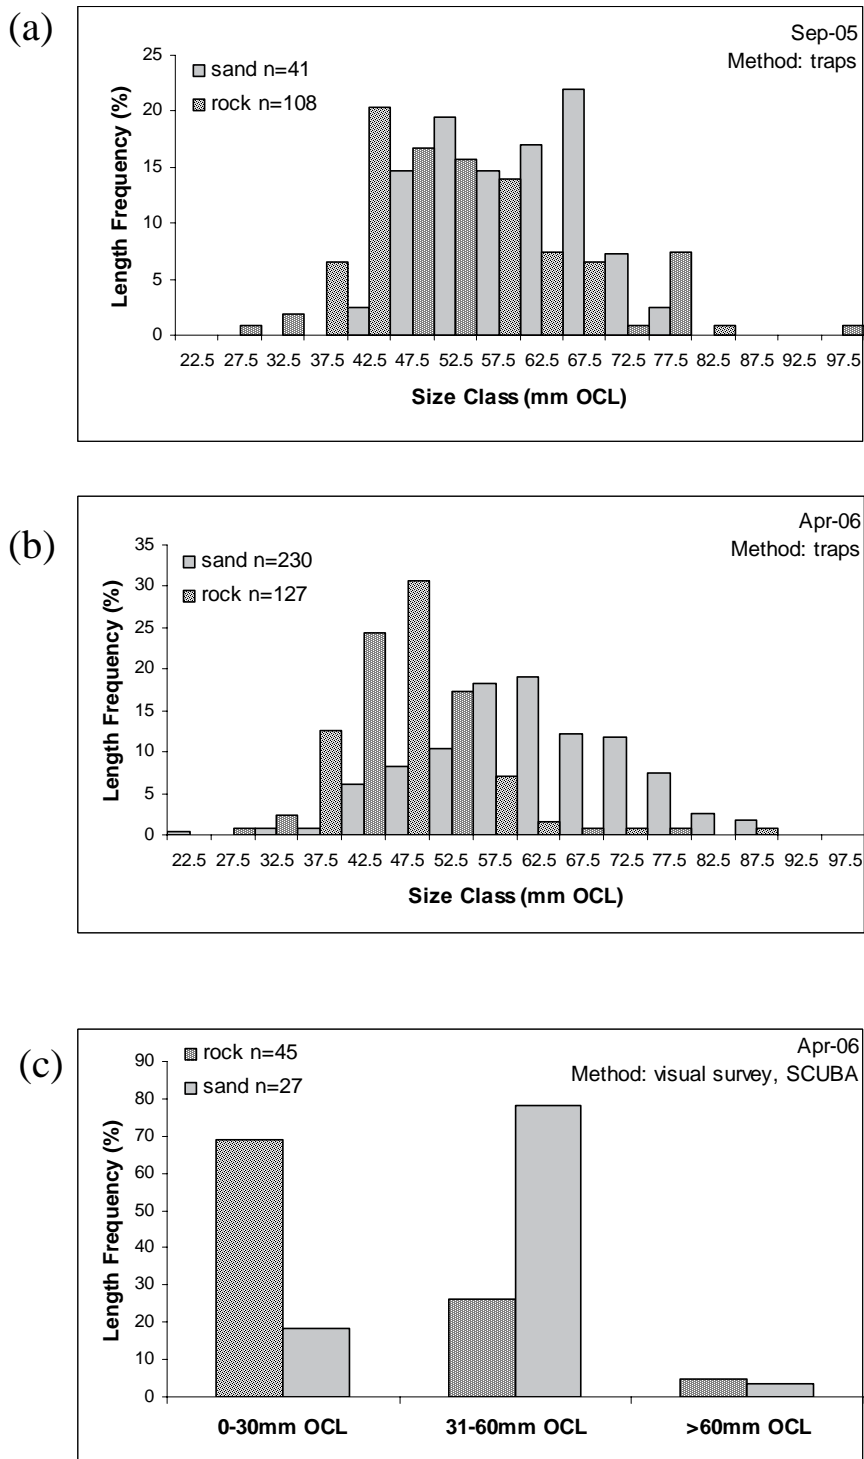 (a)
Sep-05
Method: traps
sand n=41
rock n=108
Length Frequency (%)
25
20
15
10
5
0
22.5 27.5 32.5 37.5 42.5 47.5 52.5 57.5 62.5 67.5 72.5 77.5 82.5 87.5 92.5 97.5
Size Class (mm OCL)
(b)
Apr-06
Method: traps
sand n=230
rock n=127
Length Frequency (%)
35
30
25
20
15
10
5
0
22.5 27.5 32.5 37.5 42.5 47.5 52.5 57.5 62.5 67.5 72.5 77.5 82.5 87.5 92.5 97.5
Size Class (mm OCL)
(c)
Apr-06
Method: visual survey, SCUBA
rock n=45
sand n=27
Length Frequency (%)
90
80
70
60
50
40
30
20
10
0
0-30mm OCL 31-60mm OCL >60mm OCL